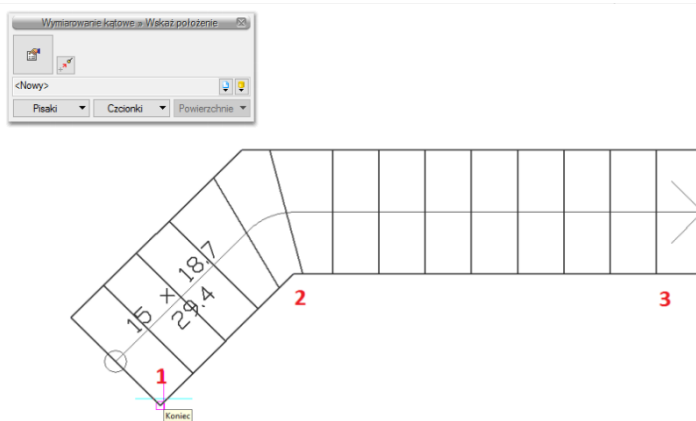 Wymiarowanie kątowe » Wskaż położenie
<Nowy>
Pisaki Czcionki Powierzchnie
15 x 18.7
29.4
2
3
1
Koniec